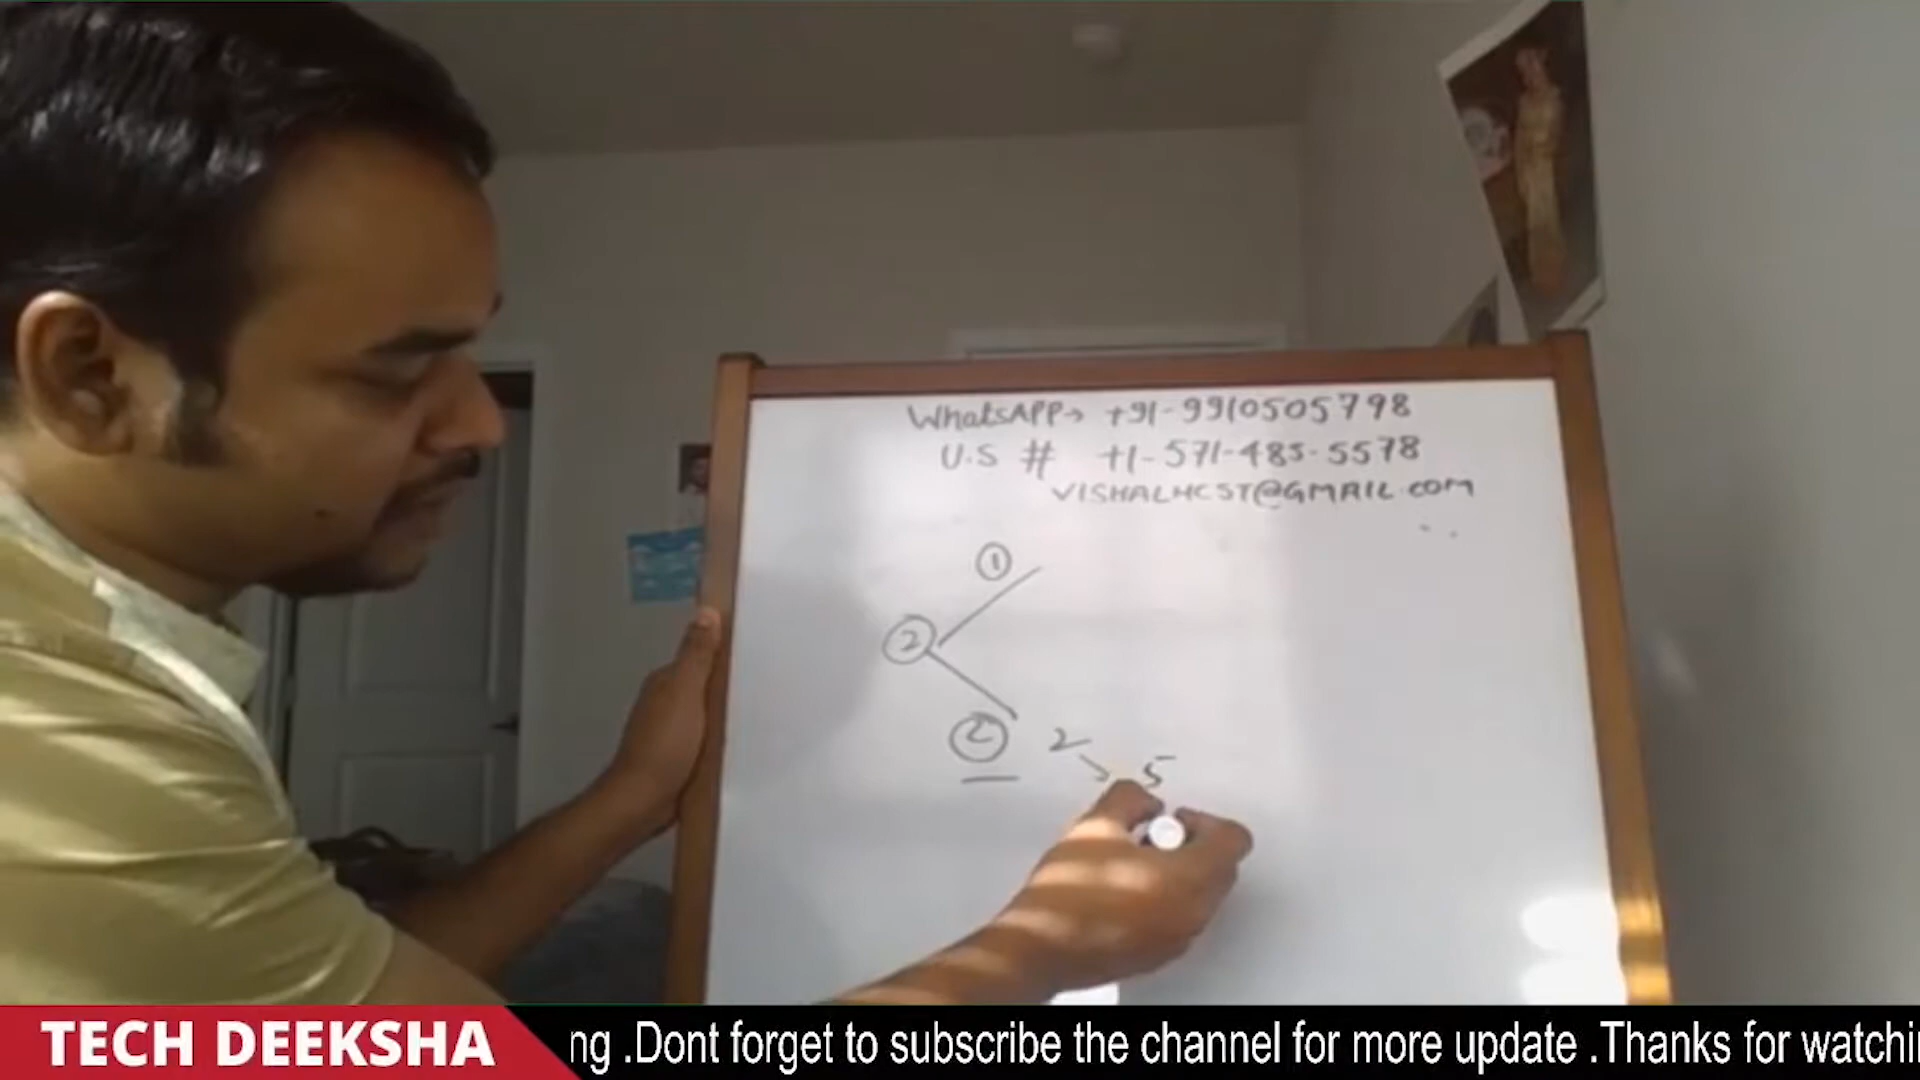 WhatsAPP→ +91-9910505798
U.S # +1-571-485-5578
VISHALHCST@GMAIL.COM
1
2
2
2
5
TECH DEEKSHA
ng .Dont forget to subscribe the channel for more update .Thanks for watchi